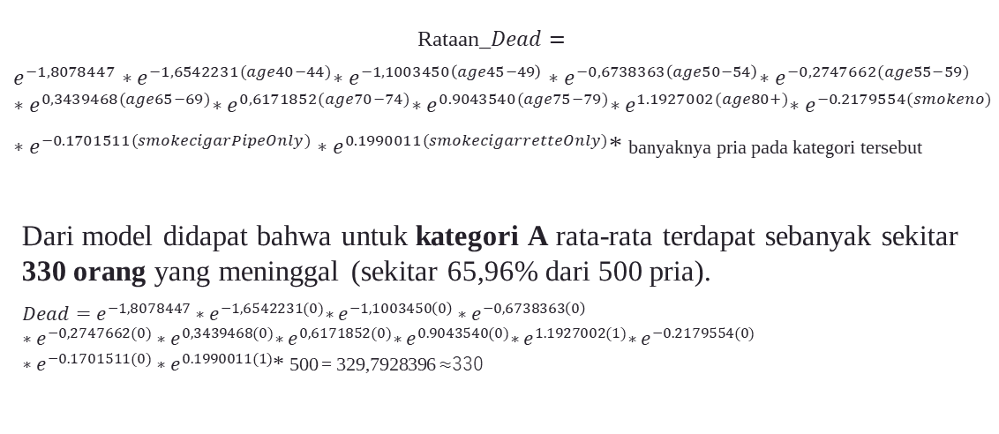 Rataan_Dead =
e^−1,8078447 * e^−1,6542231(age40−44) * e^−1,1003450(age45−49) * e^−0,6738363(age50−54) * e^−0,2747662(age55−59)
* e^0,3439468(age65−69) * e^0,6171852(age70−74) * e^0.9043540(age75−79) * e^1.1927002(age80+) * e^−0.2179554(smokeno)
* e^−0.1701511(smokecigarPipeOnly) * e^0.1990011(smokecigarretteOnly) * banyaknya pria pada kategori tersebut
Dari model didapat bahwa untuk kategori A rata-rata terdapat sebanyak sekitar
330 orang yang meninggal (sekitar 65,96% dari 500 pria).
Dead = e^−1,8078447 * e^−1,6542231(0) * e^−1,1003450(0) * e^−0,6738363(0)
* e^−0,2747662(0) * e^0,3439468(0) * e^0,6171852(0) * e^0.9043540(0) * e^1.1927002(1) * e^−0.2179554(0)
* e^−0.1701511(0) * e^0.1990011(1) * 500 = 329,7928396 ≈330